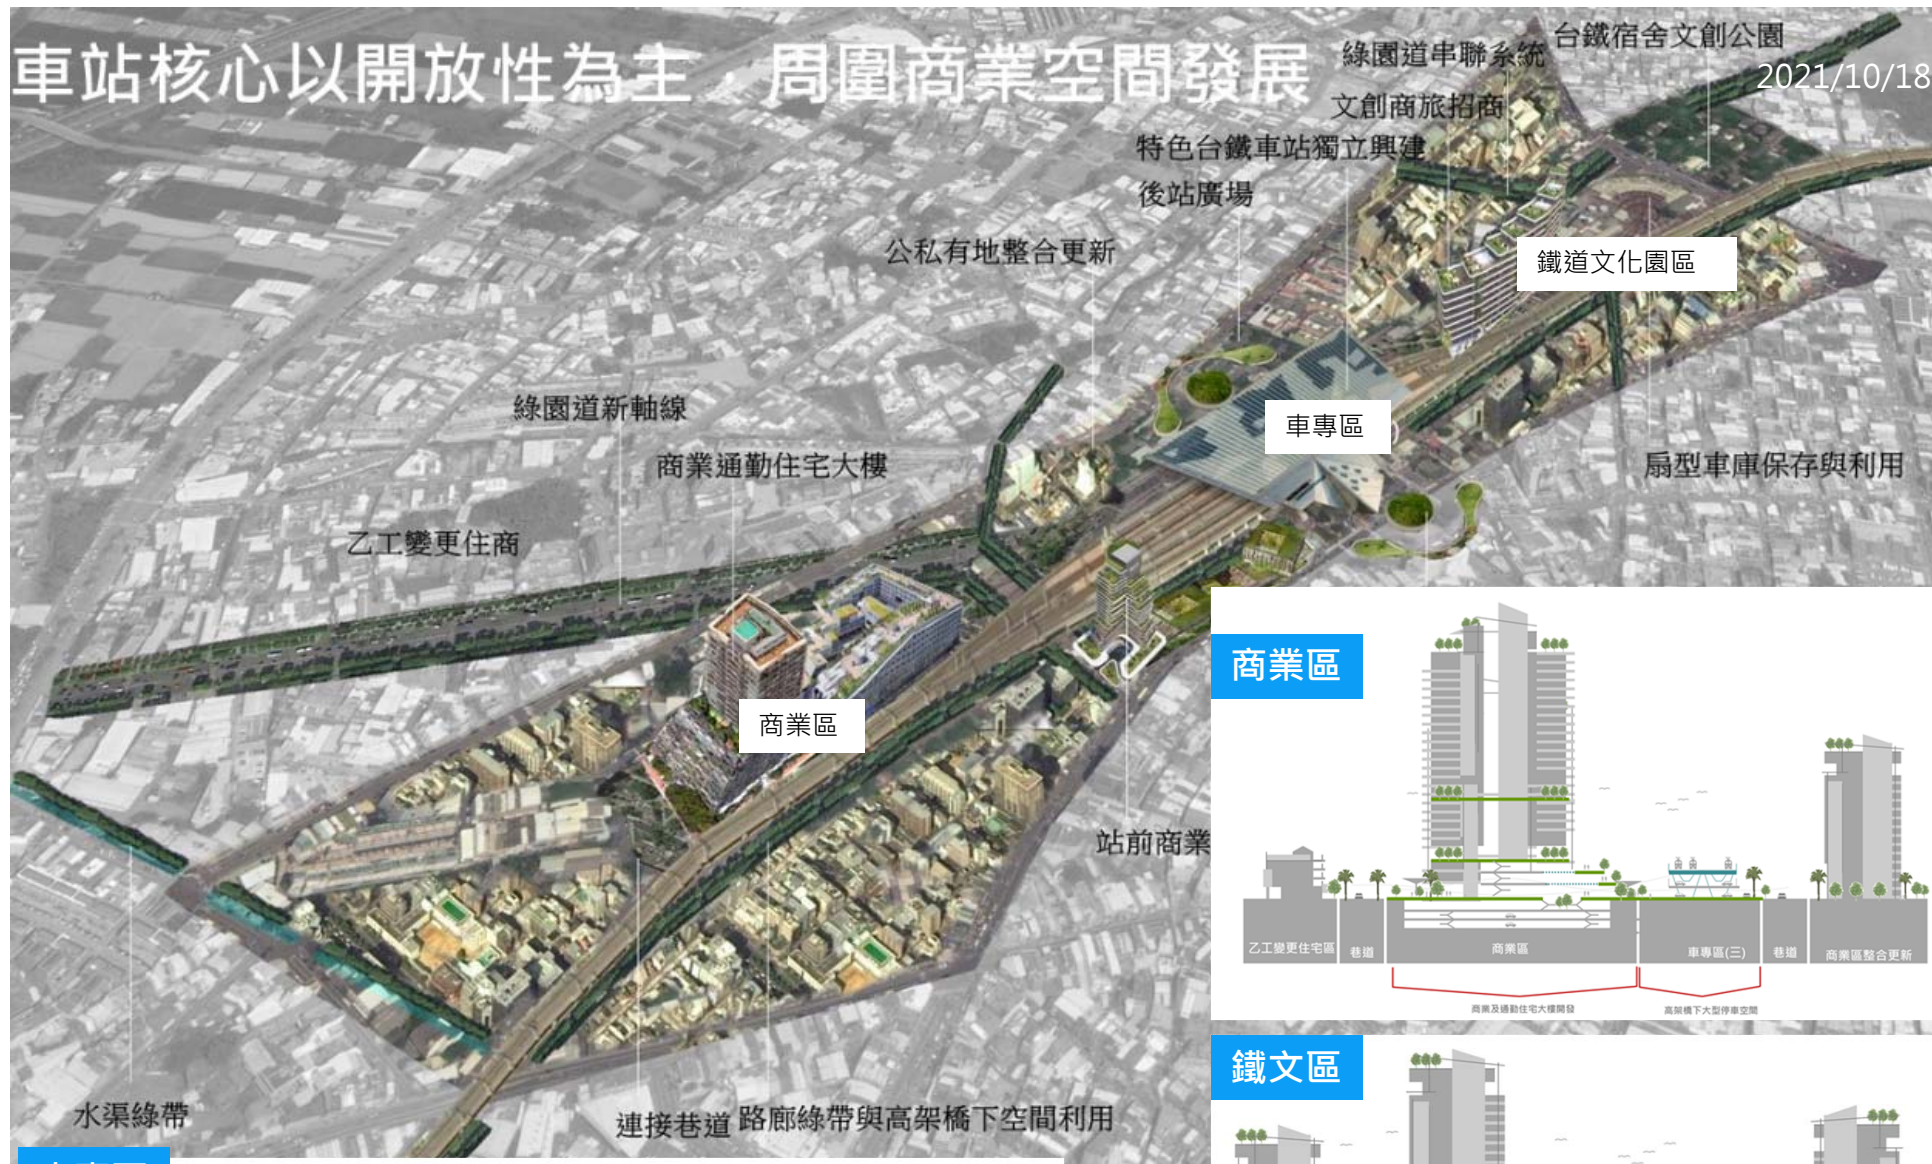 車站核心以開放性為主 周圍商業空間發展
綠園道串聯系統
台鐵宿舍文創公園
2021/10/18
文創商旅招商
特色台鐵車站獨立興建
後站廣場
公私有地整合更新
鐵道文化園區
綠園道新軸線
車專區
商業通勤住宅大樓
扇型車庫保存與利用
乙工變更住商
商業區
商業區
站前商業
乙工變更住宅區
巷道
商業區
車專區(三)
巷道
商業區整合更新
商業及通勤住宅大樓開發
高架橋下大型停車空間
鐵文區
水渠綠帶
連接巷道
路廊綠帶與高架橋下空間利用